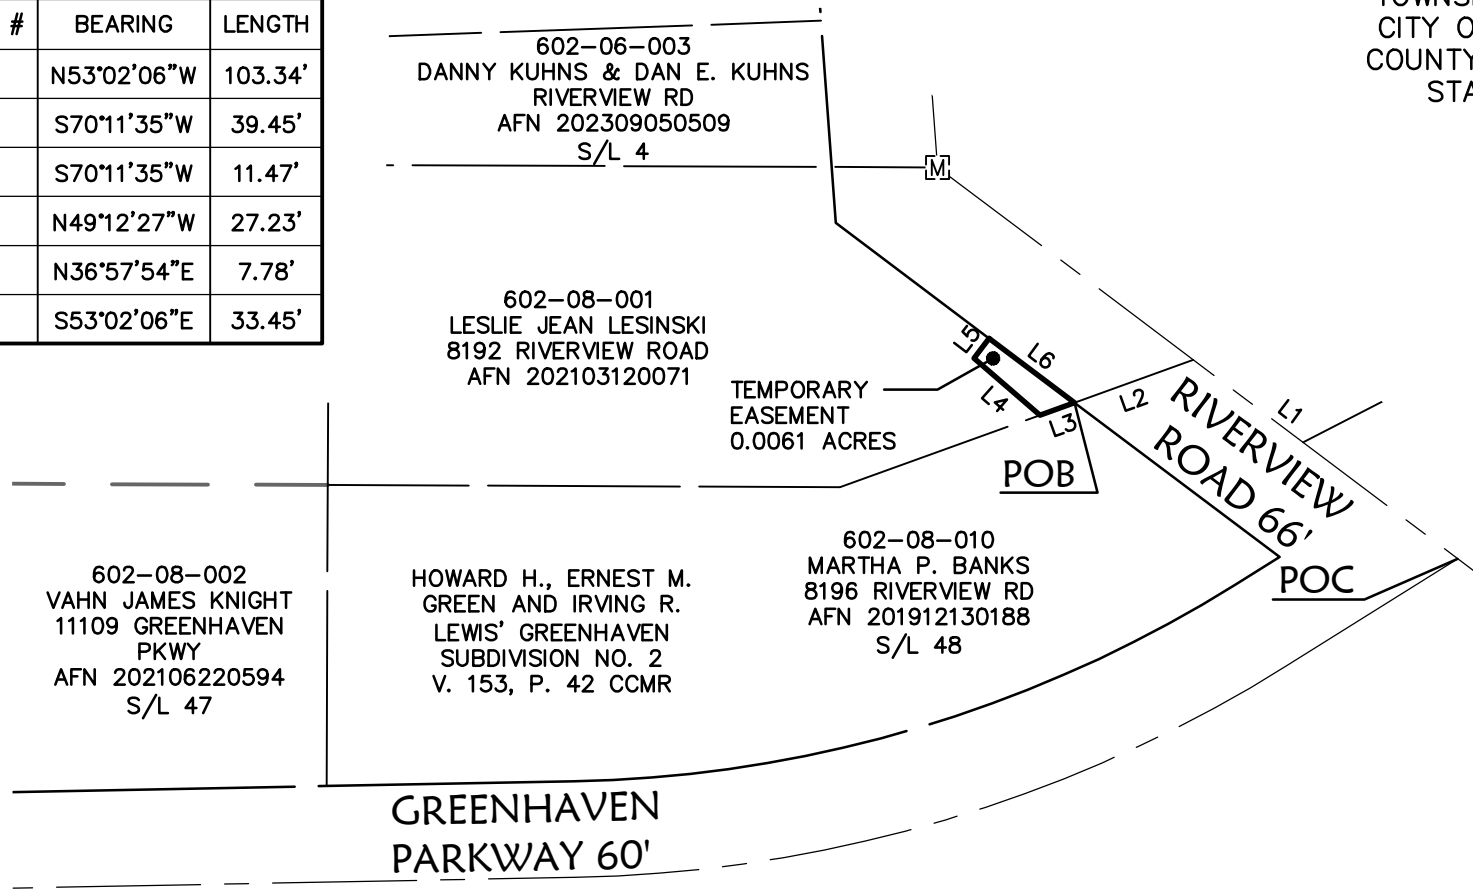 # BEARING LENGTH
N53°02'06"W 103.34'
S70°11'35"W 39.45'
S70°11'35"W 11.47'
N49°12'27"W 27.23'
N36°57'54"E 7.78'
S53°02'06"E 33.45'
CITY
COUNTY
602-06-003
DANNY KUHNS & DAN E. KUHNS
RIVERVIEW RD
AFN 202309050509
S/L 4
M
602-08-001
LESLIE JEAN LESINSKI
8192 RIVERVIEW ROAD
AFN 202103120071
L5
L6
L4
L3
L2
L1
TEMPORARY
EASEMENT
0.0061 ACRES
POB
RIVERVIEW
ROAD 66'
POC
602-08-002
VAHN JAMES KNIGHT
11109 GREENHAVEN
PKWY
AFN 202106220594
S/L 47
HOWARD H., ERNEST M.
GREEN AND IRVING R.
LEWIS' GREENHAVEN
SUBDIVISION NO. 2
V. 153, P. 42 CCMR
602-08-010
MARTHA P. BANKS
8196 RIVERVIEW RD
AFN 201912130188
S/L 48
GREENHAVEN
PARKWAY 60'